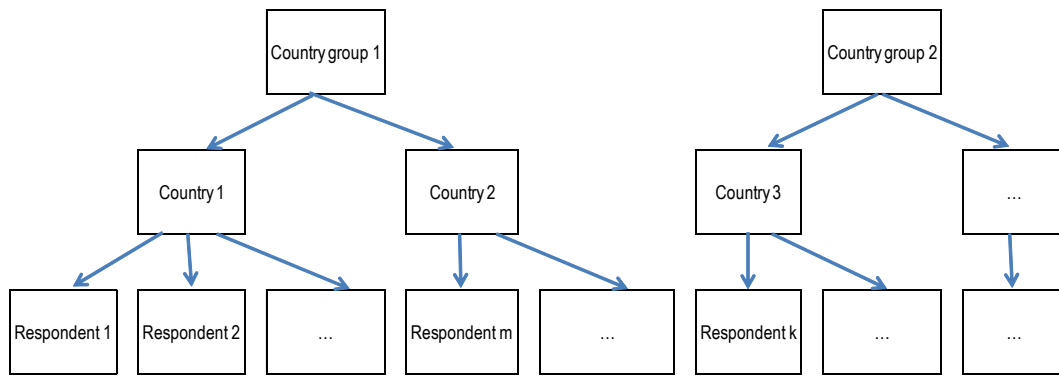 Country group 1
Country group 2
Country 1
Country 2
Country 3
…
Respondent 1
Respondent 2
…
Respondent m
…
Respondent k
…
…